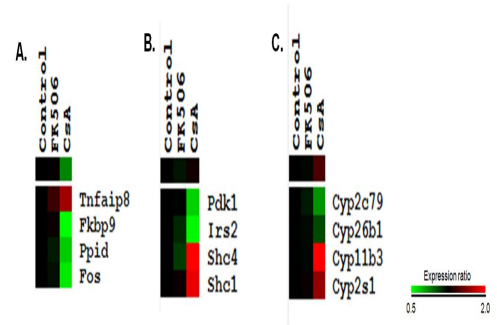 A.
Control
FK506
CsA
Tnfaip8
Fkbp9
Ppid
Fos
B.
Control
FK506
CsA
Pdk1
Irs2
Shc4
Shc1
C.
Control
FK506
CsA
Cyp2c79
Cyp26b1
Cyp11b3
Cyp2s1
Expression ratio
0.5 2.0